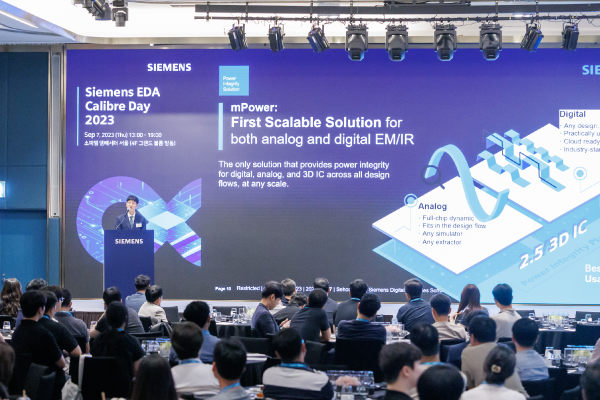 SIEMENS
Siemens EDA
Calibre Day
2023
Sep 7, 2023 (Thu) 13:00 - 19:00
Power
Integrity
Solution
mPower:
First Scalable Solution for
both analog and digital EM/IR
The only solution that provides power integrity
for digital, analog, and 3D IC across all design
flows, at any scale.
Analog
- Full-chip dynamic
- Fits in the design flow
- Any simulator
- Any extractor
Digital
- Any design
- Cloud ready
2.5/3D IC
SIEMENS
Page 10
Restricted